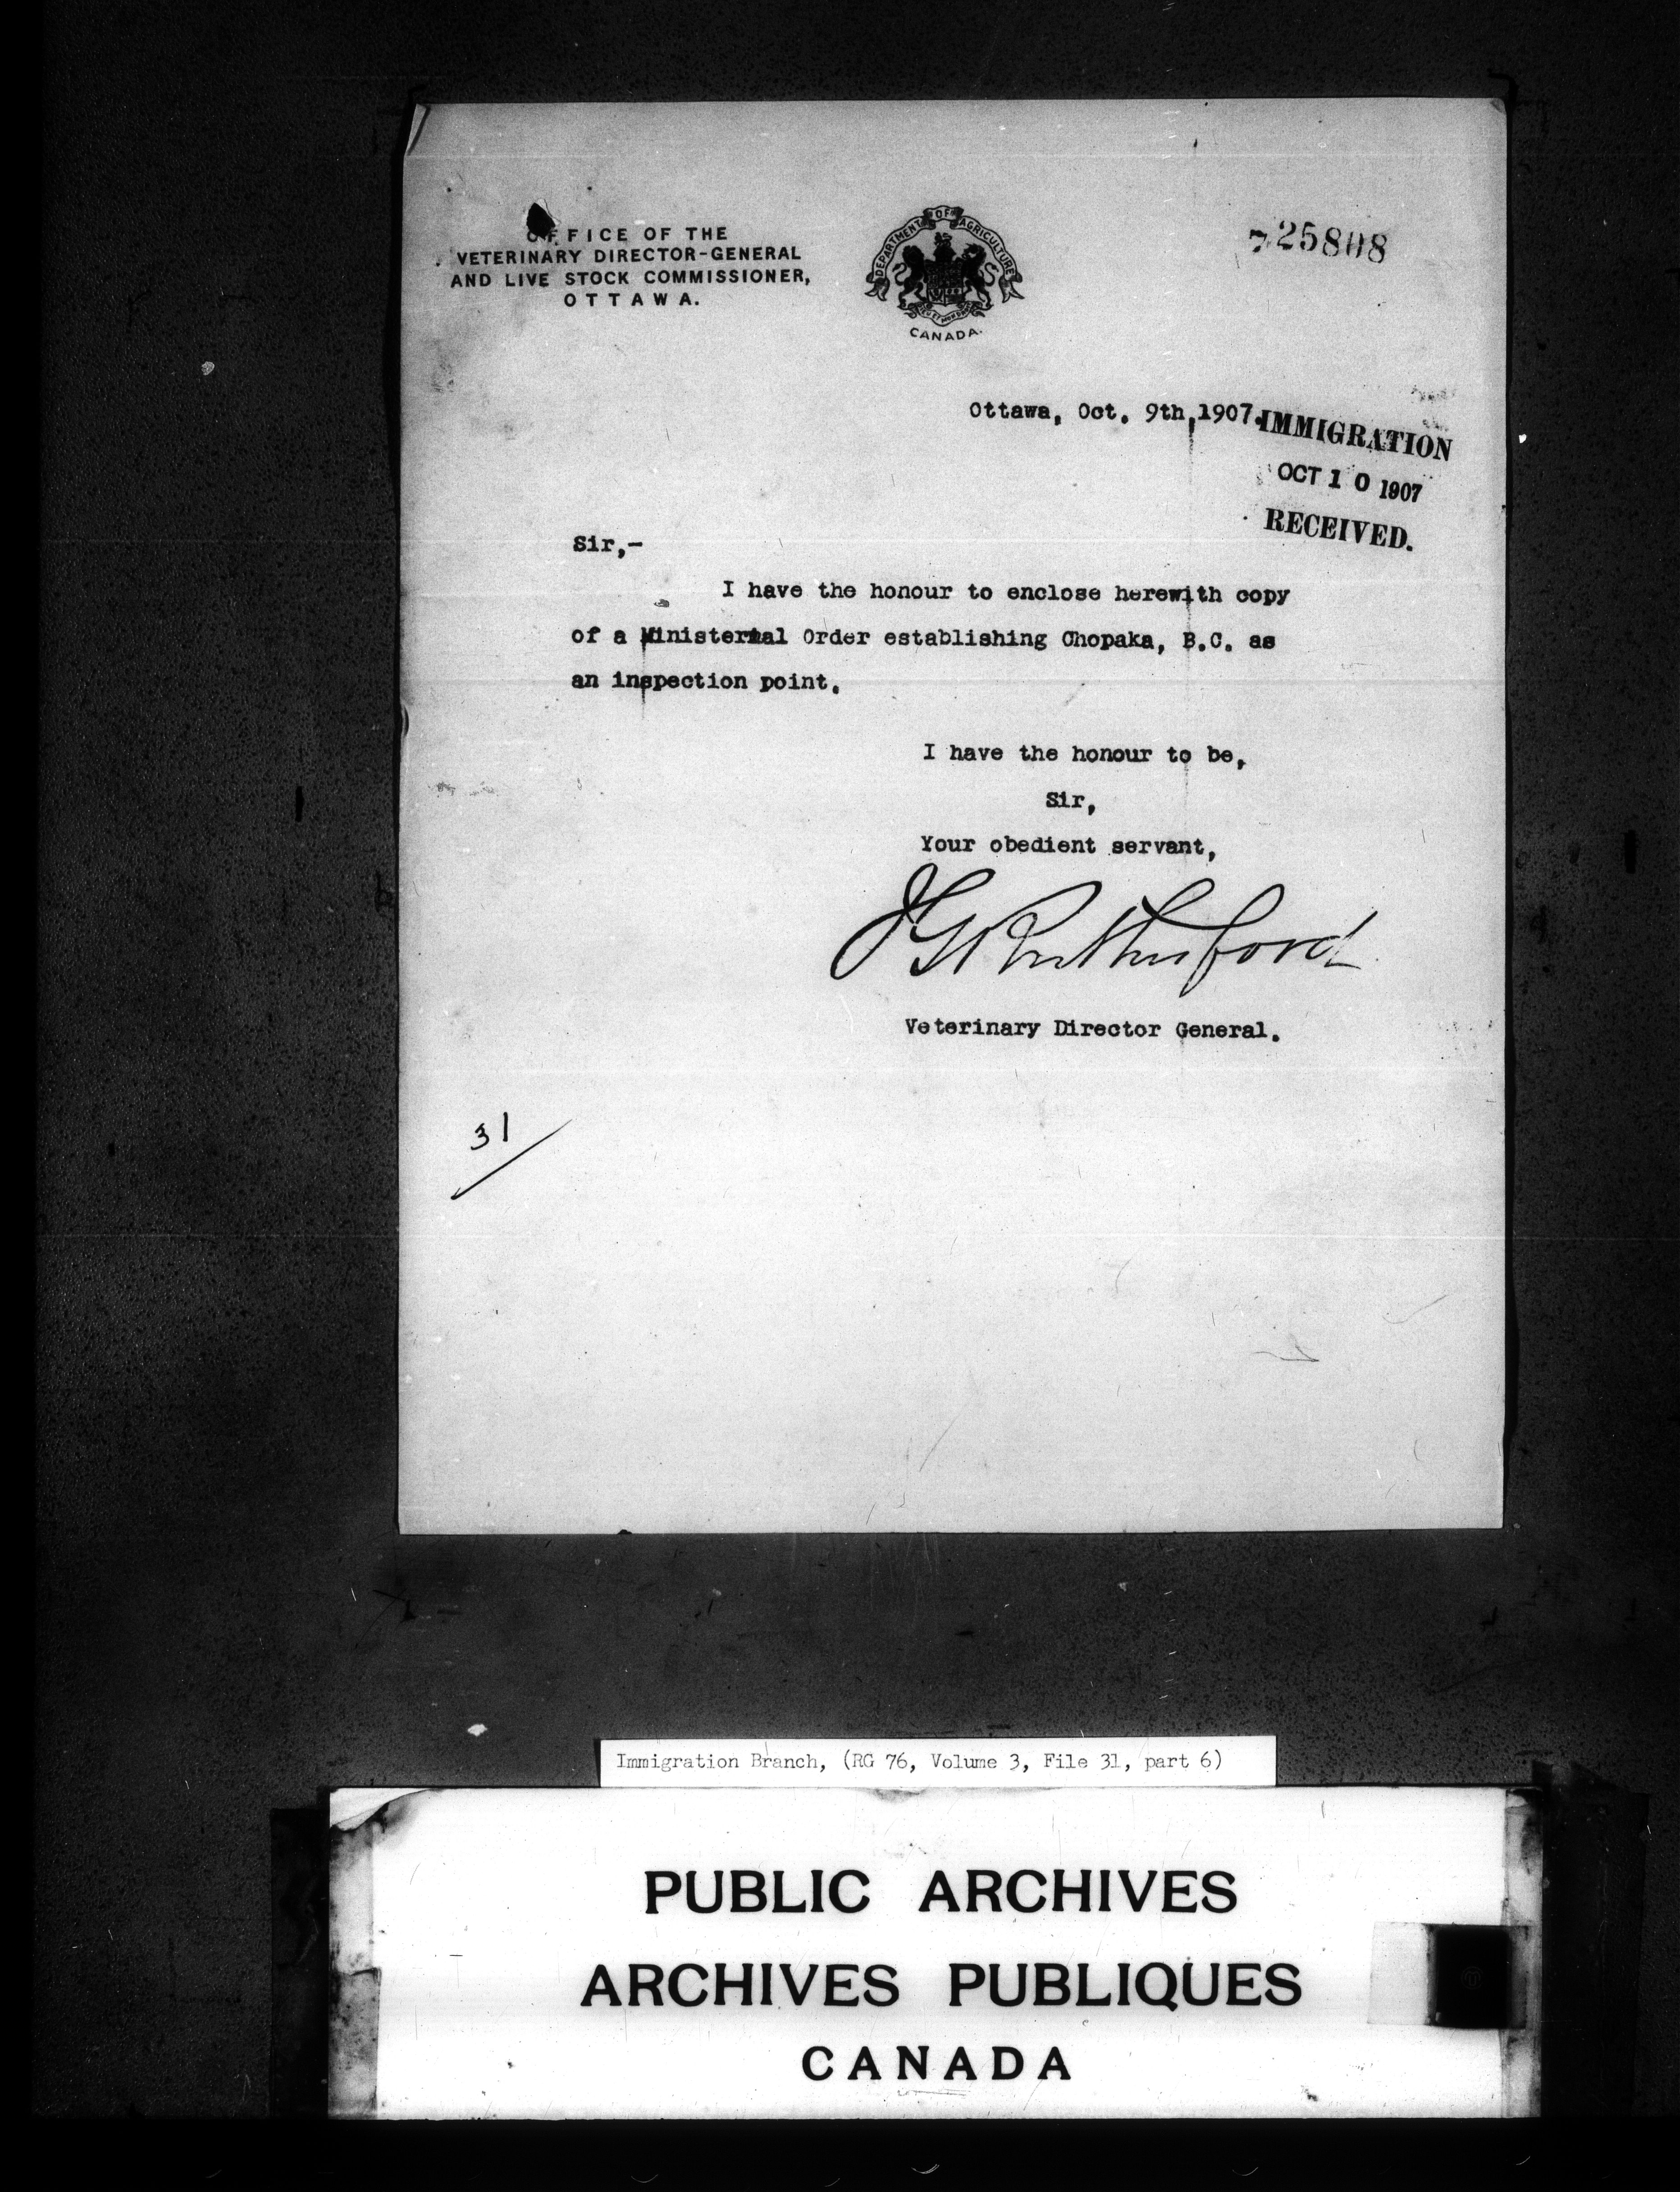 OFFICE OF THE
VETERINARY DIRECTOR-GENERAL
AND LIVE STOCK COMMISSIONER,
OTTAWA.
DEPARTMENT OF AGRICULTURE
CANADA.
725808
Ottawa, Oct. 9th, 1907.
IMMIGRATION
OCT 10 1907
RECEIVED.
Sir,-
I have the honour to enclose herewith copy
of a Ministerial Order establishing Chopaka, B.C. as
an inspection point.
I have the honour to be,
Sir,
Your obedient servant,
J G Rutherford
Veterinary Director General.
31
Immigration Branch, (RG 76, Volume 3, File 31, part 6)
PUBLIC ARCHIVES
ARCHIVES PUBLIQUES
CANADA